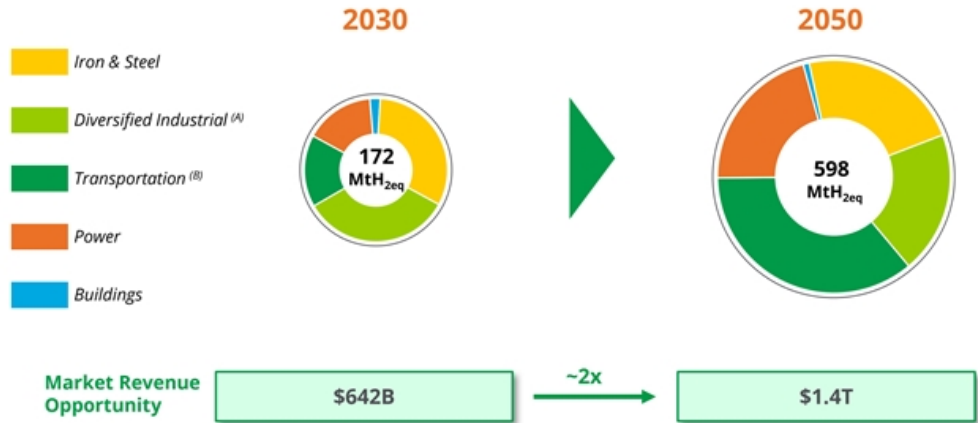 2030
2050
Iron & Steel
Diversified Industrial (A)
Transportation (B)
Power
Buildings
172
MtH2eq
598
MtH2eq
Market Revenue
Opportunity
$642B
~2x
$1.4T